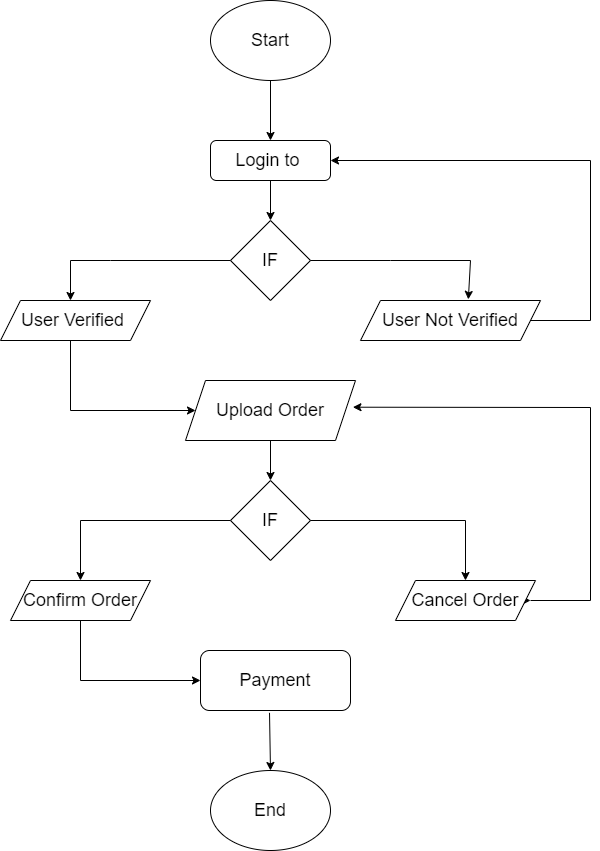 Start
Login to
IF
User Verified
User Not Verified
Upload Order
IF
Confirm Order
Cancel Order
Payment
End